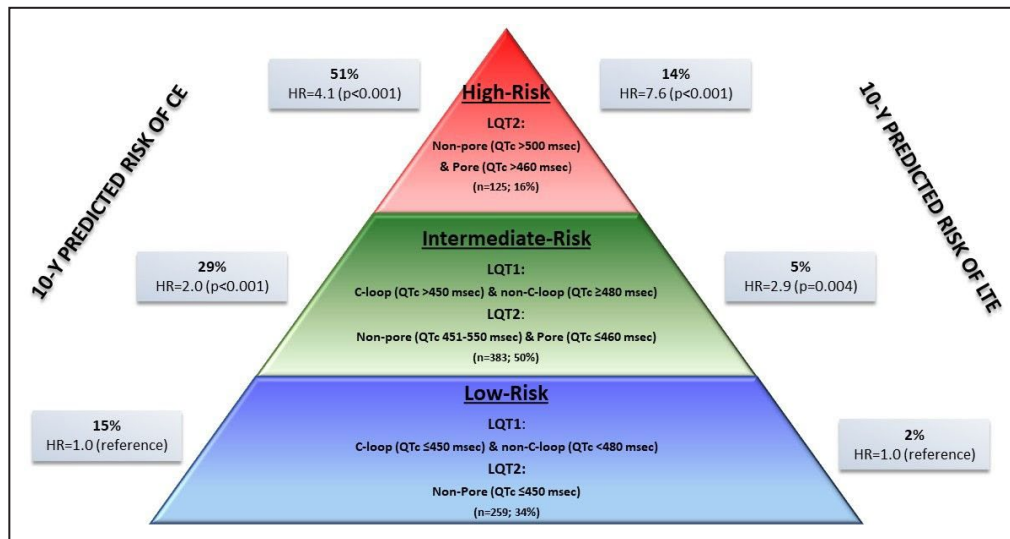 10-Y PREDICTED RISK OF CE
10-Y PREDICTED RISK OF LTE
51%
HR=4.1 (p<0.001)
14%
HR=7.6 (p<0.001)
High-Risk
LQT2:
Non-pore (QTc >500 msec)
& Pore (QTc >460 msec)
(n=125; 16%)
29%
HR=2.0 (p<0.001)
5%
HR=2.9 (p=0.004)
Intermediate-Risk
LQT1:
C-loop (QTc >450 msec) & non-C-loop (QTc ≥480 msec)
LQT2:
Non-pore (QTc 451-550 msec) & Pore (QTc ≤460 msec)
(n=383; 50%)
15%
HR=1.0 (reference)
2%
HR=1.0 (reference)
Low-Risk
LQT1:
C-loop (QTc ≤450 msec) & non-C-loop (QTc <480 msec)
LQT2:
Non-Pore (QTc ≤450 msec)
(n=259; 34%)